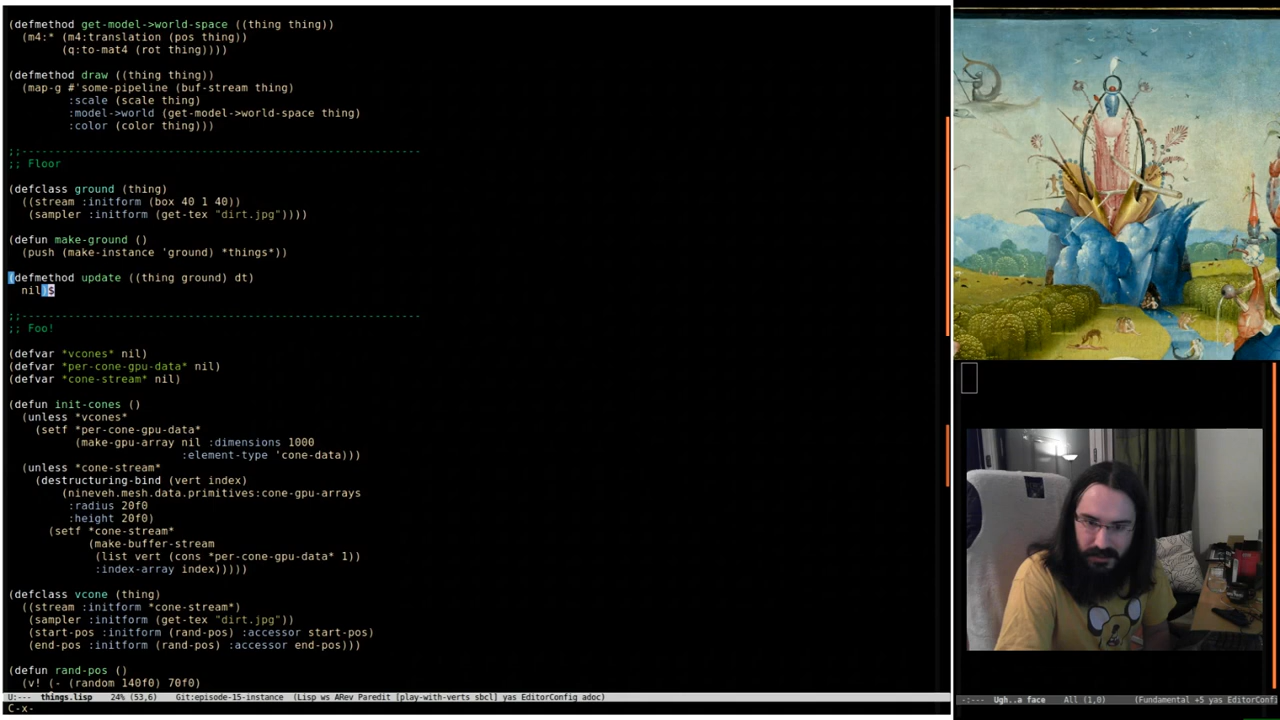 (defmethod get-model->world-space ((thing thing))
  (m4:* (m4:translation (pos thing))
        (q:to-mat4 (rot thing))))
(defmethod draw ((thing thing))
  (map-g #'some-pipeline (buf-stream thing)
         :scale (scale thing)
         :model->world (get-model->world-space thing)
         :color (color thing)))
;;------------------------------------------------------------
;; Floor
(defclass ground (thing)
  ((stream :initform (box 40 1 40))
   (sampler :initform (get-tex "dirt.jpg"))))
(defun make-ground ()
  (push (make-instance 'ground) *things*))
(defmethod update ((thing ground) dt)
  nil)s
;;------------------------------------------------------------
;; Foo!
(defvar *vcones* nil)
(defvar *per-cone-gpu-data* nil)
(defvar *cone-stream* nil)
(defun init-cones ()
  (unless *vcones*
    (setf *per-cone-gpu-data*
          (make-gpu-array nil :dimensions 1000
                          :element-type 'cone-data)))
  (unless *cone-stream*
    (destructuring-bind (vert index)
        (nineveh.mesh.data.primitives:cone-gpu-arrays
         :radius 20f0
         :height 20f0)
      (setf *cone-stream*
            (make-buffer-stream
             (list vert (cons *per-cone-gpu-data* 1))
             :index-array index)))))
(defclass vcone (thing)
  ((stream :initform *cone-stream*)
   (sampler :initform (get-tex "dirt.jpg"))
   (start-pos :initform (rand-pos) :accessor start-pos)
   (end-pos :initform (rand-pos) :accessor end-pos)))
(defun rand-pos ()
  (v! (- (random 140f0) 70f0)
U:---  things.lisp   24% (53,6)    Git:episode-15-instance  (Lisp ws ARev Paredit [play-with-verts sbcl] yas EditorConfig adoc)
C-x-
-:---  Ugh..a face   All (1,0)     (Fundamental +5 yas EditorConf